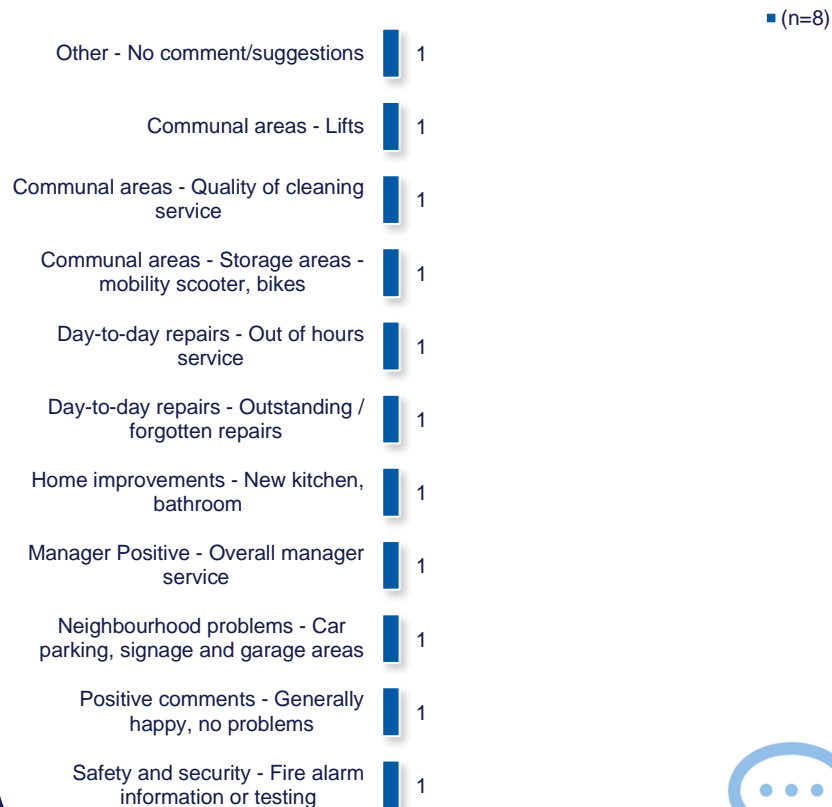 (n=8)
Other - No comment/suggestions 1
Communal areas - Lifts 1
Communal areas - Quality of cleaning
service 1
Communal areas - Storage areas -
mobility scooter, bikes 1
Day-to-day repairs - Out of hours
service 1
Day-to-day repairs - Outstanding /
forgotten repairs 1
Home improvements - New kitchen,
bathroom 1
Manager Positive - Overall manager
service 1
Neighbourhood problems - Car
parking, signage and garage areas 1
Positive comments - Generally
happy, no problems 1
Safety and security - Fire alarm
information or testing 1